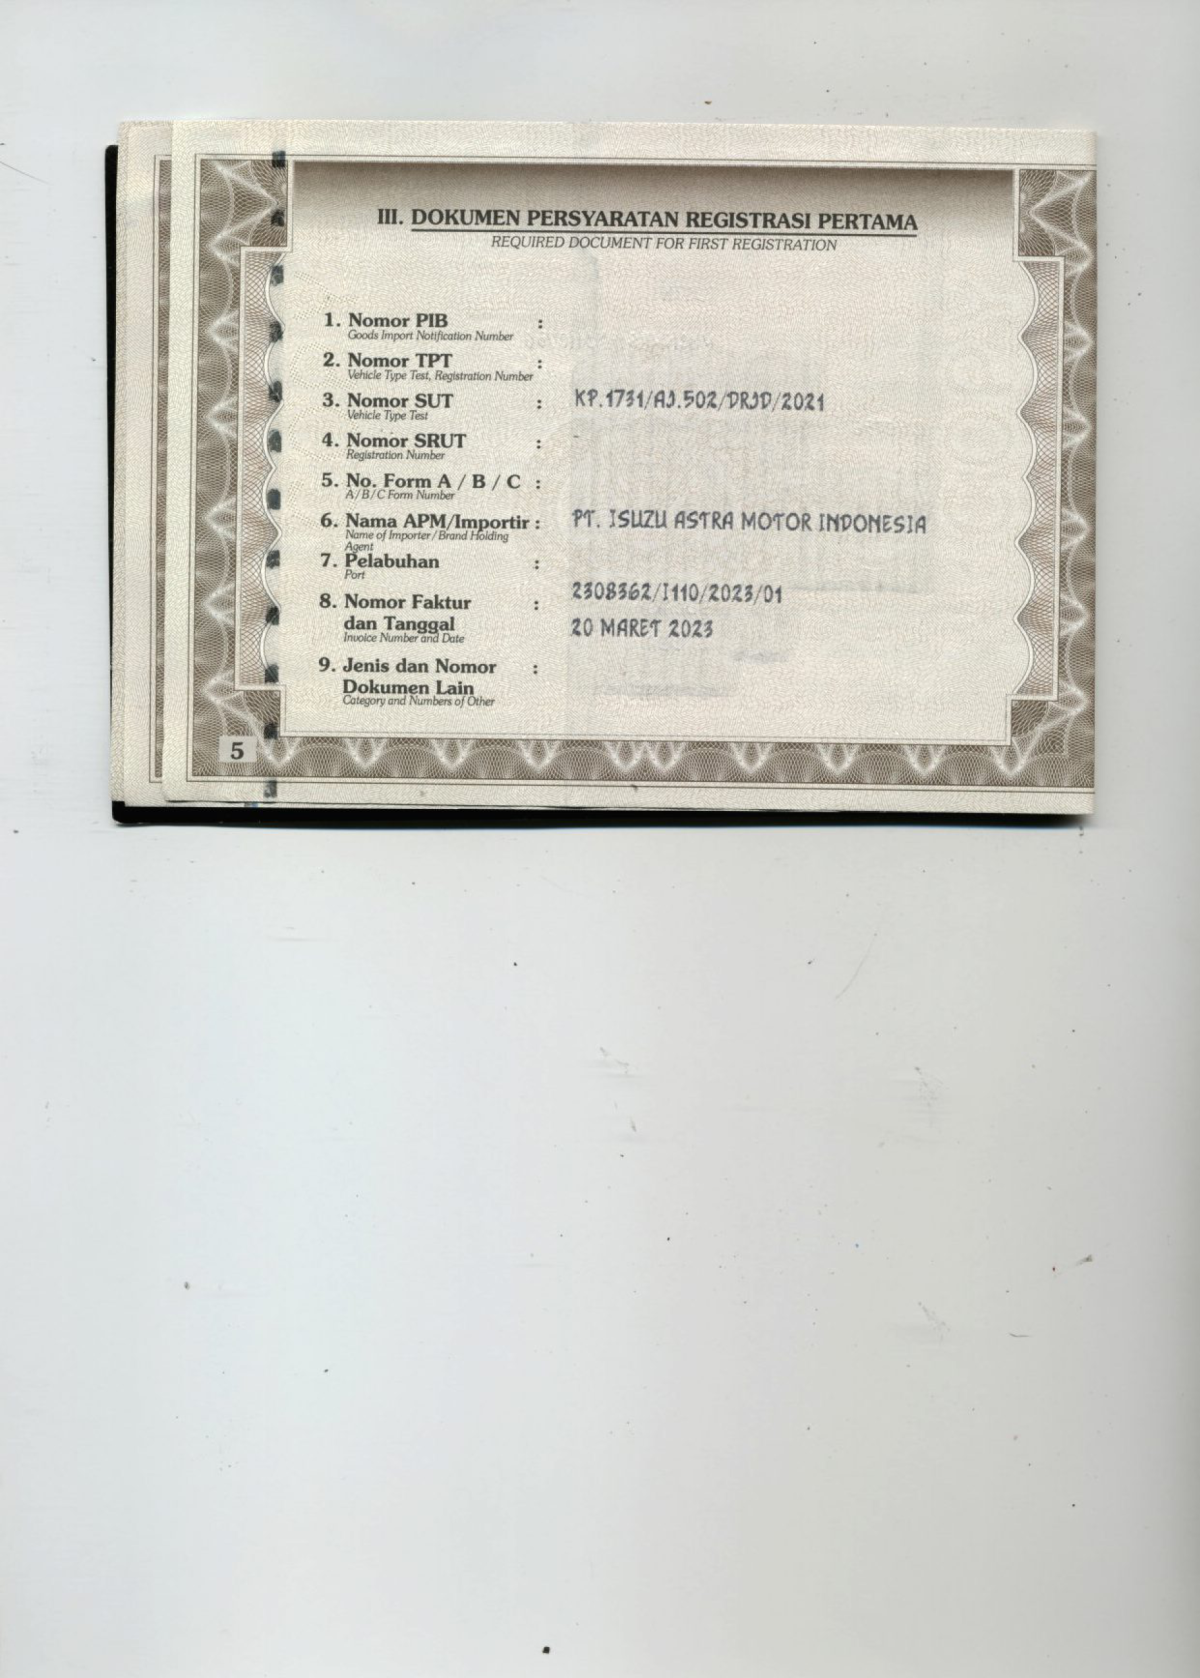 III. DOKUMEN PERSYARATAN REGISTRASI PERTAMA
REQUIRED DOCUMENT FOR FIRST REGISTRATION
1. Nomor PIB :
Goods Import Notification Number
2. Nomor TPT :
Vehicle Type Test, Registration Number
3. Nomor SUT : KP.1731/AJ.502/DRJD/2021
Vehicle Type Test
4. Nomor SRUT : -
Registration Number
5. No. Form A / B / C :
A/B/C Form Number
6. Nama APM/Importir : PT. ISUZU ASTRA MOTOR INDONESIA
Name of Importer/Brand Holding
Agent
7. Pelabuhan :
Port
8. Nomor Faktur : 2308362/I110/2023/01
dan Tanggal 20 MARET 2023
Invoice Number and Date
9. Jenis dan Nomor :
Dokumen Lain
Category and Numbers of Other
5